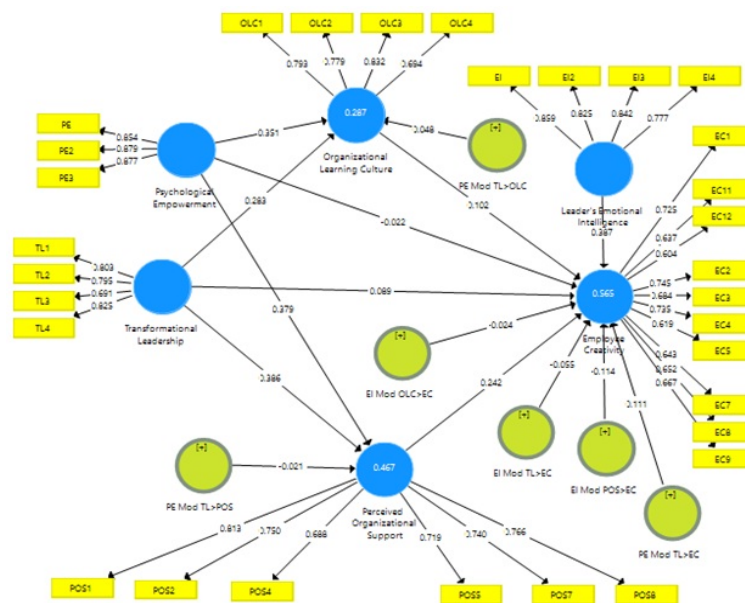 OLC1 OLC2 OLC3 OLC4
0.793 0.779 0.832 0.694
EI EI2 EI3 EI4
0.859 0.825 0.842 0.777
PE
PE2
PE3
0.854
0.879
0.877
Psychological
Empowerment
0.351
0.287
Organizational
Learning Culture
0.048
[+]
PE Mod TL>OLC
Leader's Emotional
Intelligence
0.387
EC1
EC11
EC12
0.725
0.637
0.604
0.283
0.102
-0.022
TL1
TL2
TL3
TL4
0.803
0.795
0.691
0.825
Transformational
Leadership
0.379
0.089
0.565
Employee
Creativity
0.745
0.684
0.735
0.619
EC2
EC3
EC4
EC5
0.643
0.652
0.667
EC7
EC8
EC9
-0.024
[+]
EI Mod OLC>EC
0.386
0.242
-0.055
-0.114
0.111
[+]
EI Mod TL>EC
[+]
EI Mod POS>EC
[+]
PE Mod TL>EC
[+]
PE Mod TL>POS
-0.021
0.467
Perceived
Organizational
Support
0.813 0.750 0.688 0.719 0.740 0.766
POS1 POS2 POS4 POS5 POS7 POS8